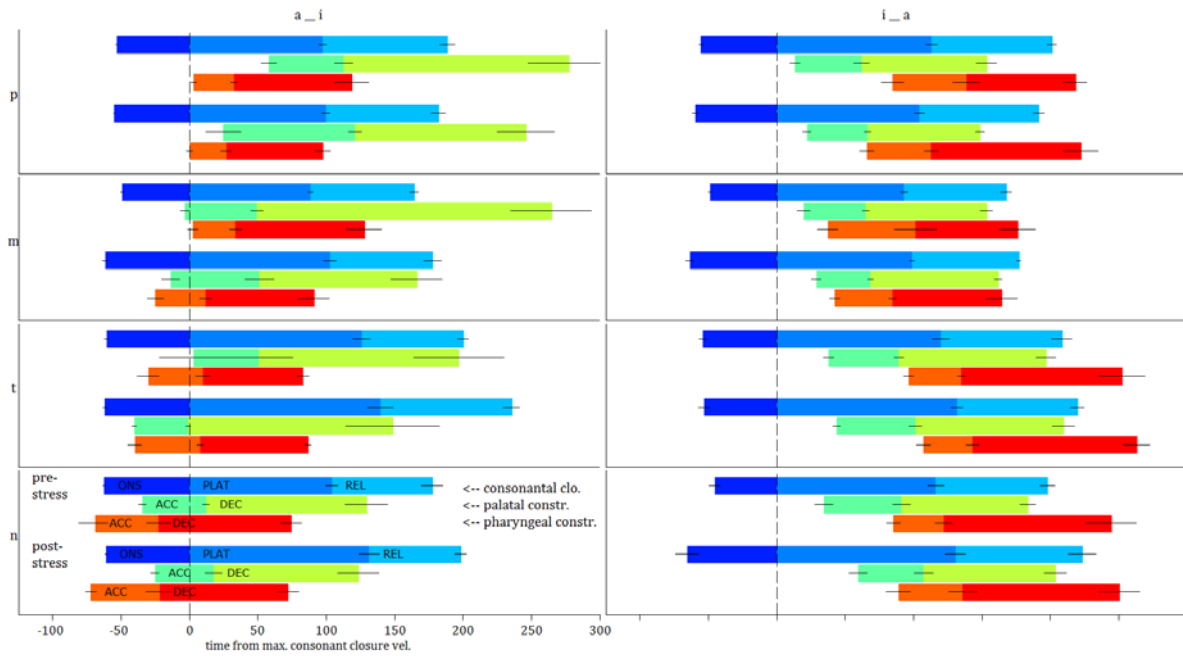 a _ i
i _ a
p
m
t
n
pre-
stress
ONS PLAT REL
<-- consonantal clo.
ACC DEC
<-- palatal constr.
ACC DEC
<-- pharyngeal constr.
post-
stress
ONS PLAT REL
ACC DEC
ACC DEC
-100 -50 0 50 100 150 200 250 300
time from max. consonant closure vel.